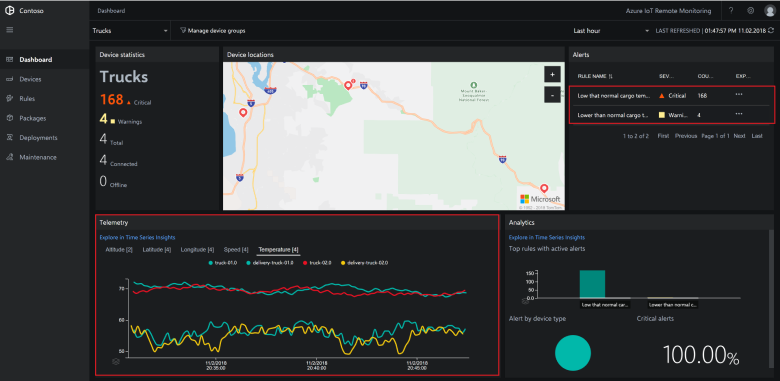 Contoso
Dashboard
Azure IoT Remote Monitoring
?
Trucks
Manage device groups
Last hour
LAST REFRESHED | 01:47:57 PM 11.02.2018
Dashboard
Devices
Rules
Packages
Deployments
Maintenance
Device statistics
Trucks
168 Critical
4 Warnings
4 Total
4 Connected
0 Offline
Device locations
+
-
Microsoft
Alerts
RULE NAME SEV... COU... EXP...
Low that normal cargo tem... Critical 168 ...
Lower than normal cargo t... Warni... 4 ...
1 to 2 of 2 First Previous Page 1 of 1 Next Last
Telemetry
Explore in Time Series Insights
Altitude [2] Latitude [4] Longitude [4] Speed [4] Temperature [4]
truck-01.0 delivery-truck-01.0 truck-02.0 delivery-truck-02.0
70
60
50
11/2/2018 20:35:00
11/2/2018 20:40:00
11/2/2018 20:45:00
Analytics
Explore in Time Series Insights
Top rules with active alerts
150
100
50
0.0
Low that normal car...
Lower than normal c...
Alert by device type
Critical alerts
100.00%